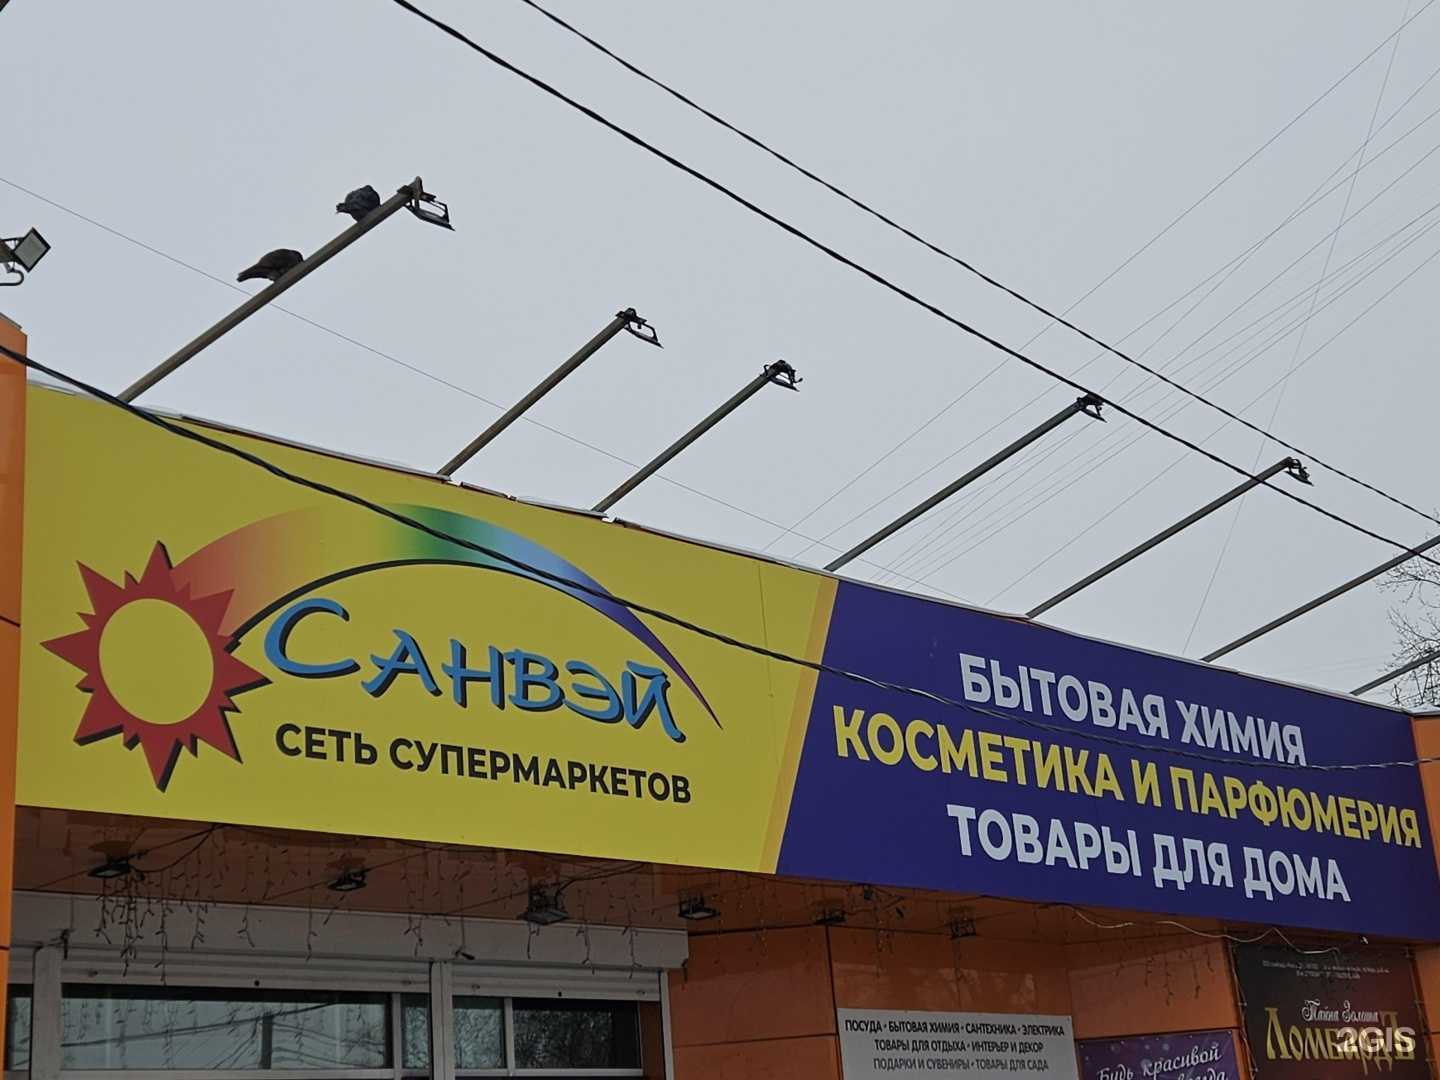 САНВЭЙ
СЕТЬ СУПЕРМАРКЕТОВ
БЫТОВАЯ ХИМИЯ
КОСМЕТИКА И ПАРФЮМЕРИЯ
ТОВАРЫ ДЛЯ ДОМА
ПОСУДА • БЫТОВАЯ ХИМИЯ • САНТЕХНИКА • ЭЛЕКТРИКА
ТОВАРЫ ДЛЯ ОТДЫХА • ИНТЕРЬЕР И ДЕКОР
ПОДАРКИ И СУВЕНИРЫ • ТОВАРЫ ДЛЯ САДА
Будь красивой
Тайна Золота
ЛОМБАРД
2GIS